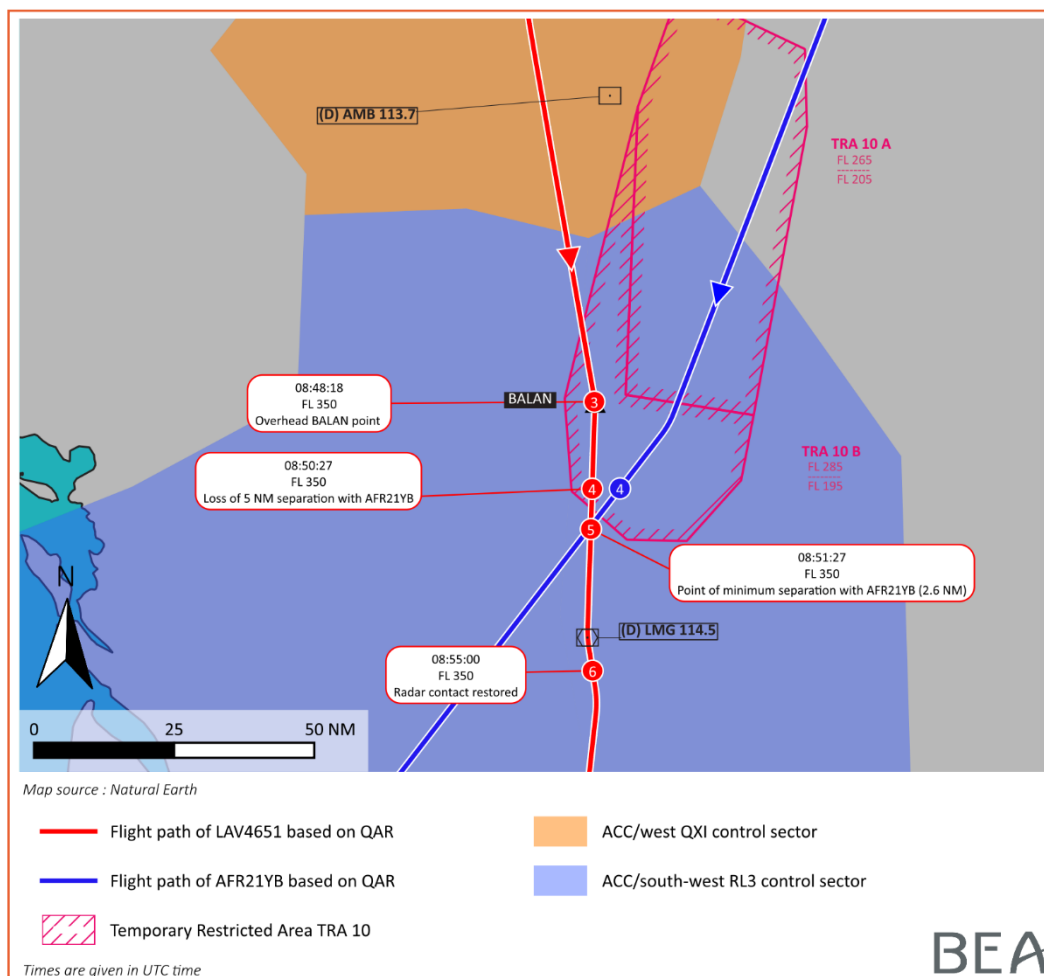 (D) AMB 113.7
TRA 10 A
FL 265
--------
FL 205
08:48:18
FL 350
Overhead BALAN point
BALAN
3
08:50:27
FL 350
Loss of 5 NM separation with AFR21YB
4
4
TRA 10 B
FL 285
--------
FL 195
5
08:51:27
FL 350
Point of minimum separation with AFR21YB (2.6 NM)
N
(D) LMG 114.5
08:55:00
FL 350
Radar contact restored
6
0 25 50 NM
Map source : Natural Earth
Flight path of LAV4651 based on QAR
ACC/west QXI control sector
Flight path of AFR21YB based on QAR
ACC/south-west RL3 control sector
Temporary Restricted Area TRA 10
Times are given in UTC time
BEA